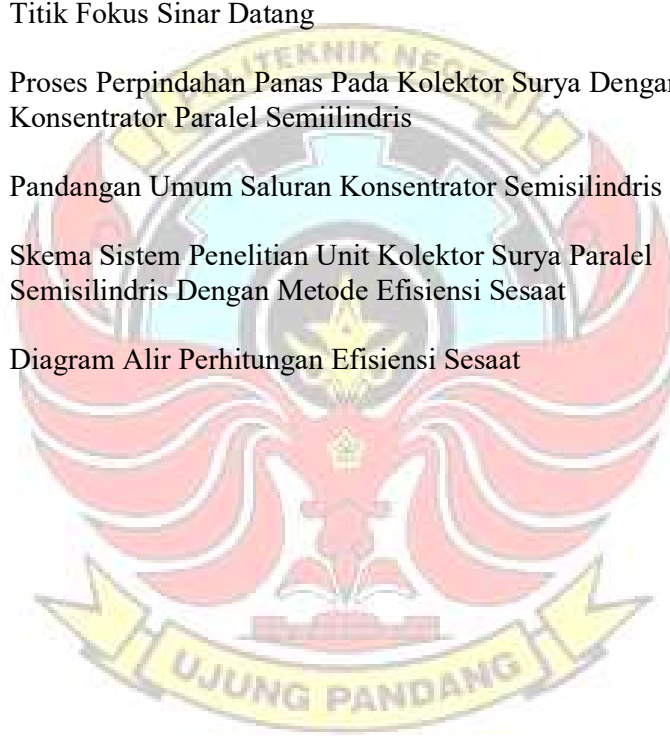 Titik Fokus Sinar Datang
POLITEKNIK NEGERI
Proses Perpindahan Panas Pada Kolektor Surya Dengan
Konsentrator Paralel Semiilindris
Pandangan Umum Saluran Konsentrator Semisilindris
Skema Sistem Penelitian Unit Kolektor Surya Paralel
Semisilindris Dengan Metode Efisiensi Sesaat
Diagram Alir Perhitungan Efisiensi Sesaat
UJUNG PANDANG